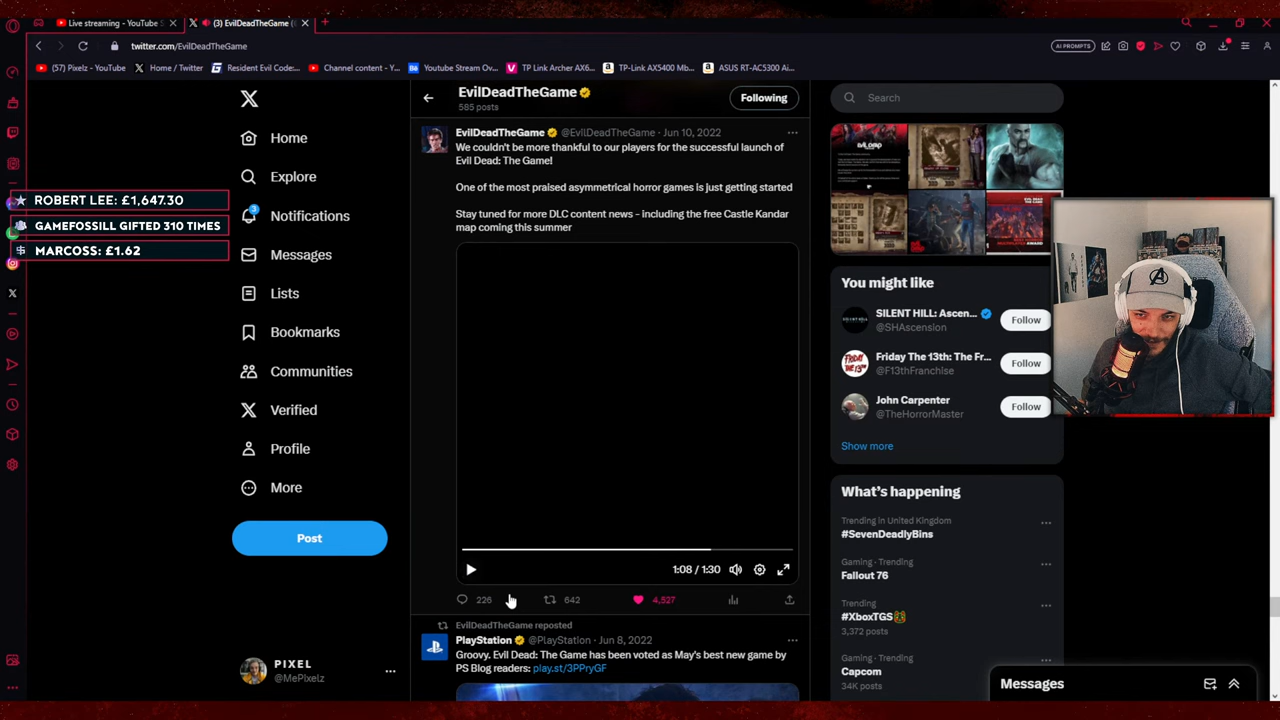 Live streaming - YouTube S
(3) EvilDeadTheGame (
twitter.com/EvilDeadTheGame
AI PROMPTS
(57) Pixelz - YouTube
Home / Twitter
Resident Evil Code:...
Channel content - Y...
Youtube Stream Ov...
TP Link Archer AX6...
TP-Link AX5400 Mb...
ASUS RT-AC5300 Ai...
Home
Explore
3
Notifications
Messages
Lists
Bookmarks
Communities
Verified
Profile
More
Post
PIXEL
@MePixelz
ROBERT LEE: £1,647.30
GAMEFOSSILL GIFTED 310 TIMES
MARCOSS: £1.62
EvilDeadTheGame
585 posts
Following
EvilDeadTheGame @EvilDeadTheGame · Jun 10, 2022
We couldn't be more thankful to our players for the successful launch of
Evil Dead: The Game!
One of the most praised asymmetrical horror games is just getting started
Stay tuned for more DLC content news – including the free Castle Kandar
map coming this summer
1:08 / 1:30
226
642
4,527
EvilDeadTheGame reposted
PlayStation @PlayStation · Jun 8, 2022
Groovy. Evil Dead: The Game has been voted as May's best new game by
PS Blog readers: play.st/3PPryGF
Search
You might like
SILENT HILL: Ascen...
@SHAscension
Follow
Friday The 13th: The Fr...
@F13thFranchise
Follow
John Carpenter
@TheHorrorMaster
Follow
Show more
What's happening
Trending in United Kingdom
#SevenDeadlyBins
Gaming · Trending
Fallout 76
Trending
#XboxTGS
3,372 posts
Gaming · Trending
Capcom
34K posts
Messages